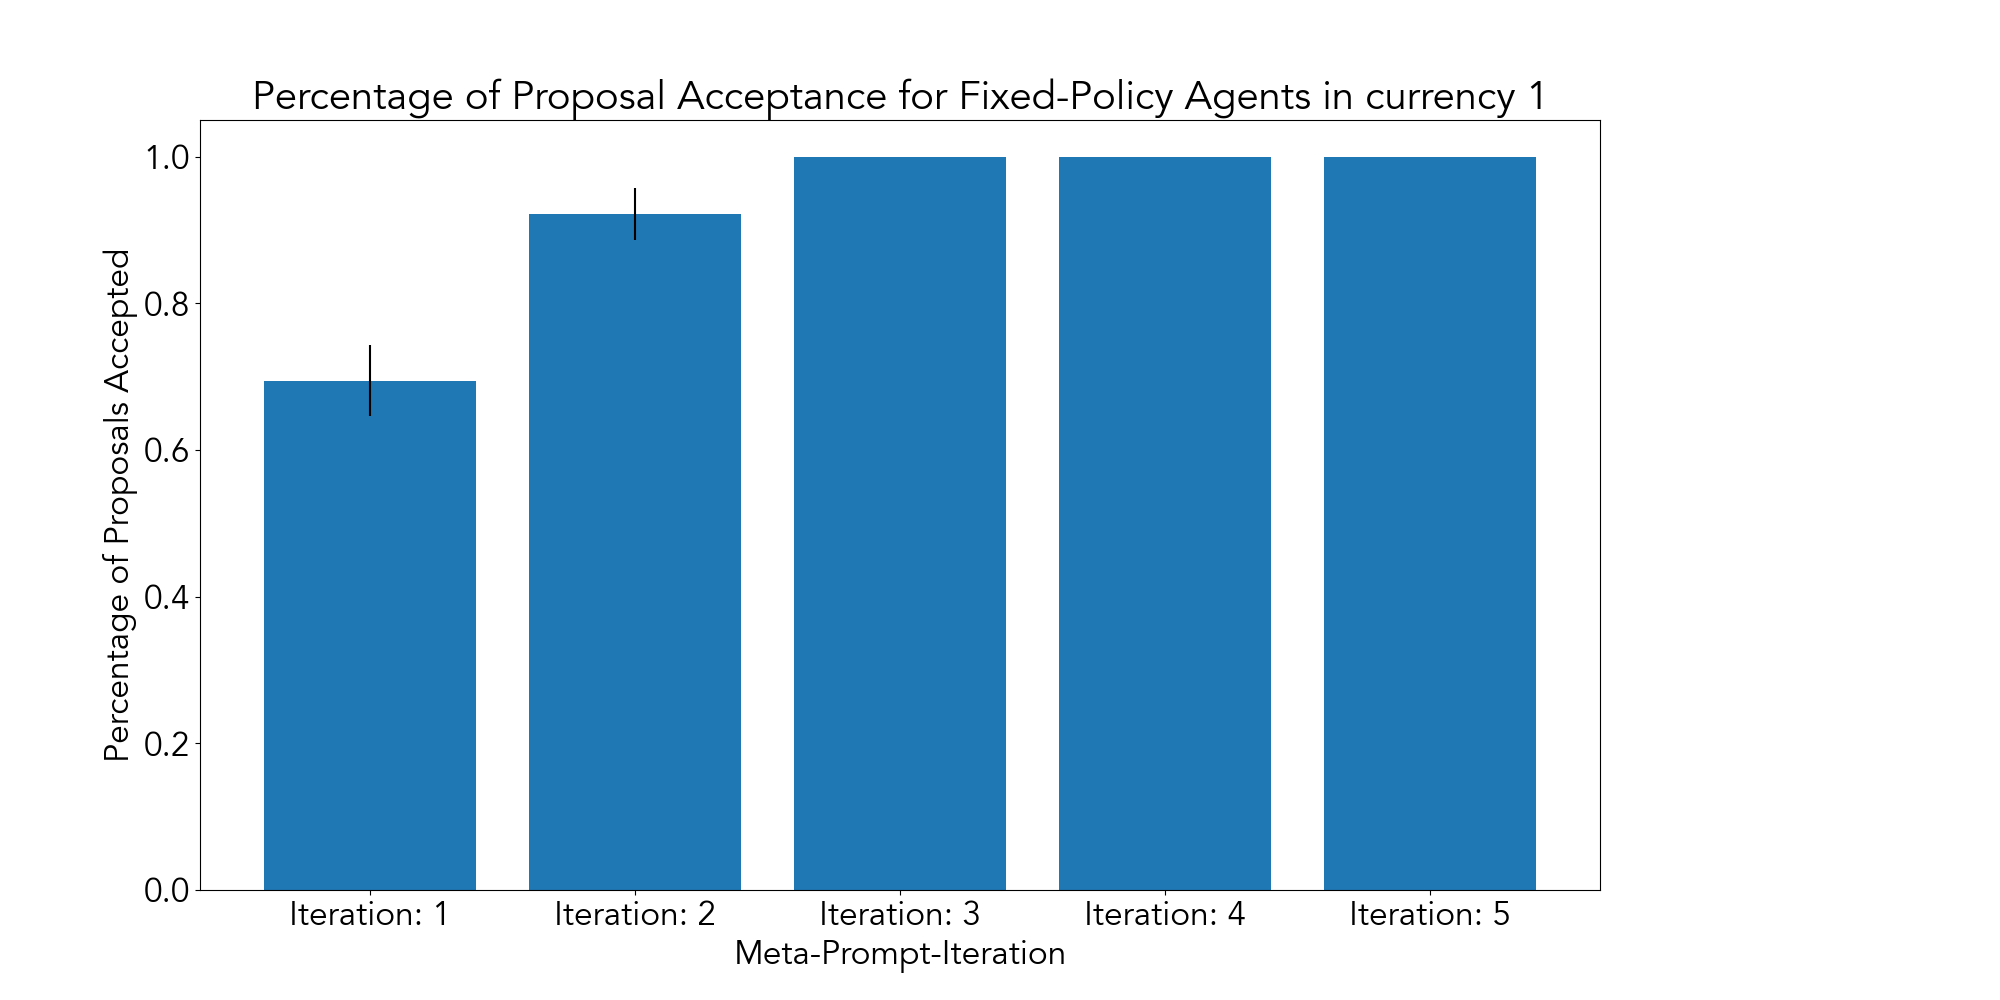 Percentage of Proposal Acceptance for Fixed-Policy Agents in currency 1
Percentage of Proposals Accepted
1.0
0.8
0.6
0.4
0.2
0.0
Iteration: 1
Iteration: 2
Iteration: 3
Iteration: 4
Iteration: 5
Meta-Prompt-Iteration